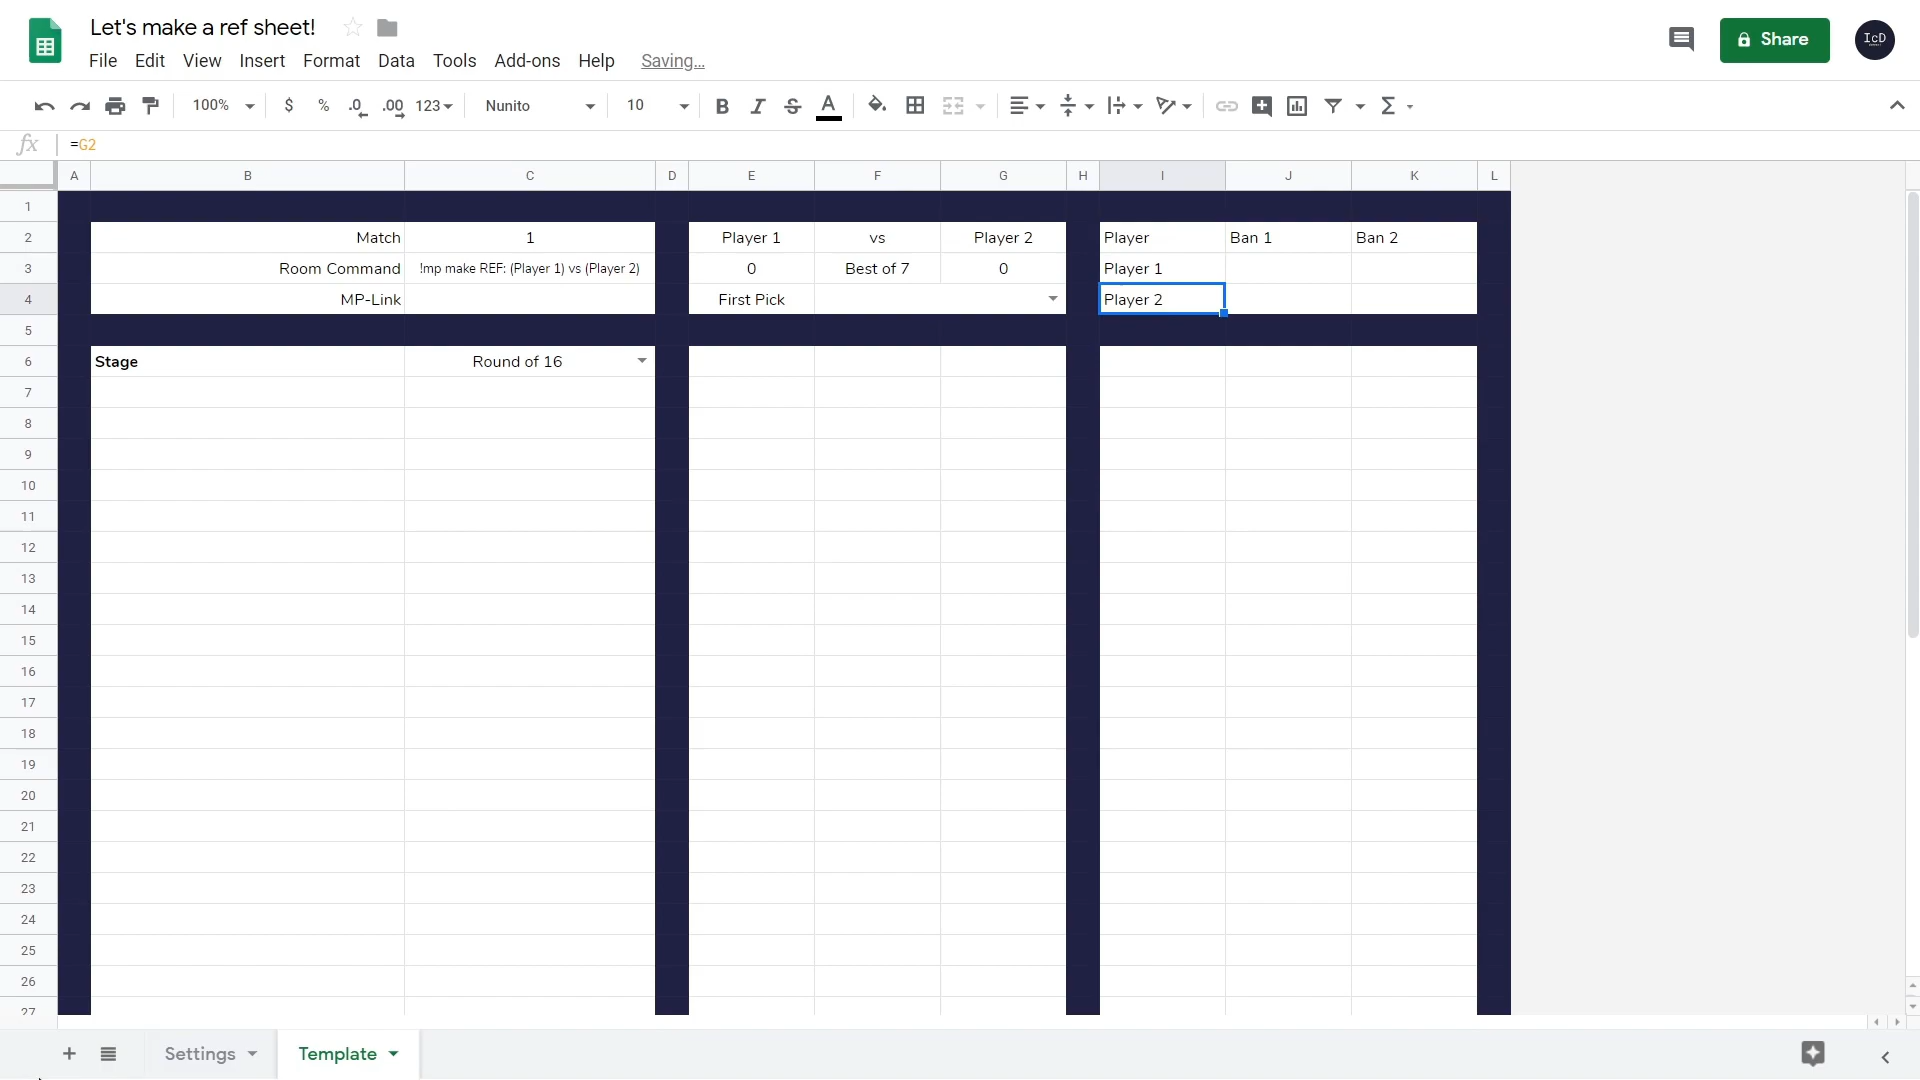 Let's make a ref sheet!
File Edit View Insert Format Data Tools Add-ons Help Saving...
Share
IcD
100% $ % .0 .00 123 Nunito 10 B I S A Σ
fx =G2
A B C D E F G H I J K L
1
2 Match 1 Player 1 vs Player 2 Player Ban 1 Ban 2
3 Room Command !mp make REF: (Player 1) vs (Player 2) 0 Best of 7 0 Player 1
4 MP-Link First Pick Player 2
5
6 Stage Round of 16
7
8
9
10
11
12
13
14
15
16
17
18
19
20
21
22
23
24
25
26
27
+ Settings Template